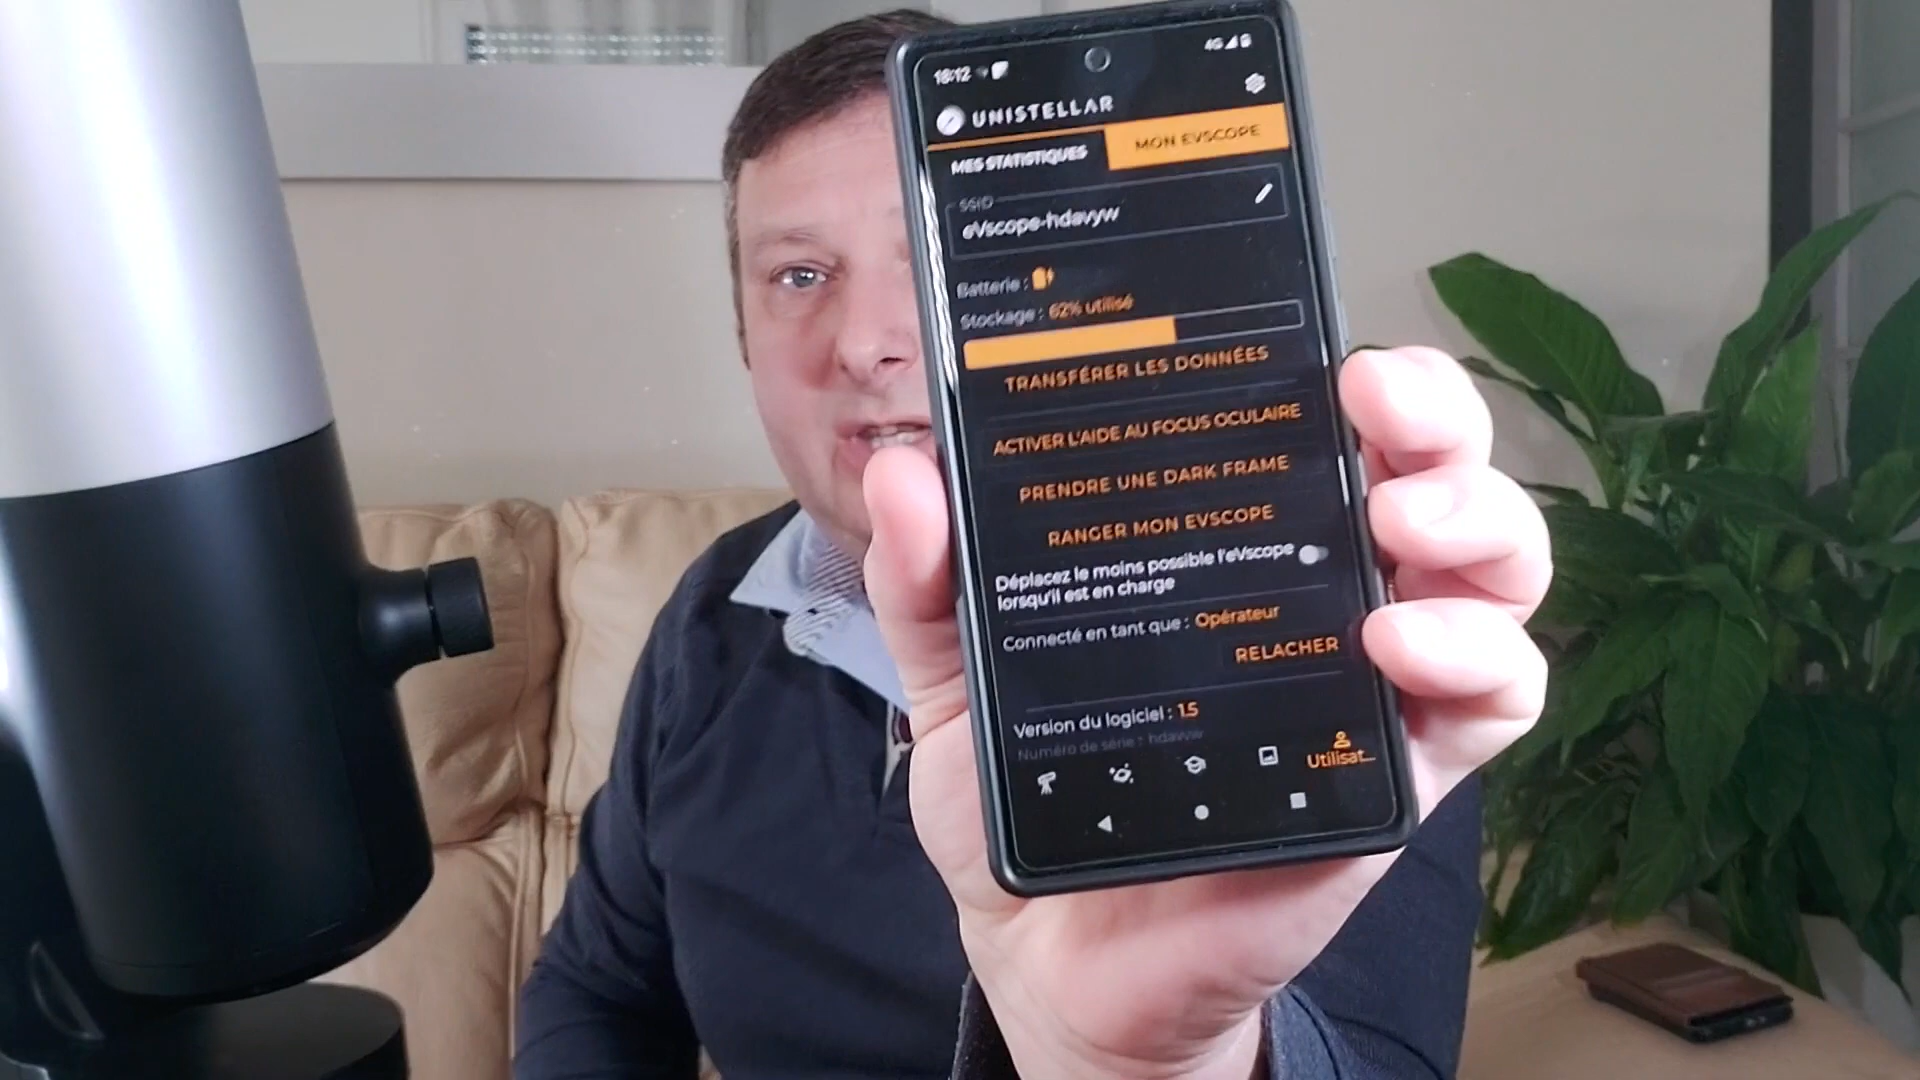 18:12
4G
UNISTELLAR
MES STATISTIQUES
MON EVSCOPE
SSID
eVscope-hdavyw
Batterie :
Stockage : 62% utilisé
TRANSFÉRER LES DONNÉES
ACTIVER L'AIDE AU FOCUS OCULAIRE
PRENDRE UNE DARK FRAME
RANGER MON EVSCOPE
Déplacez le moins possible l'eVscope
lorsqu'il est en charge
Connecté en tant que : Opérateur
RELACHER
Version du logiciel : 1.5
Numéro de série : hdavyw
Utilisat...